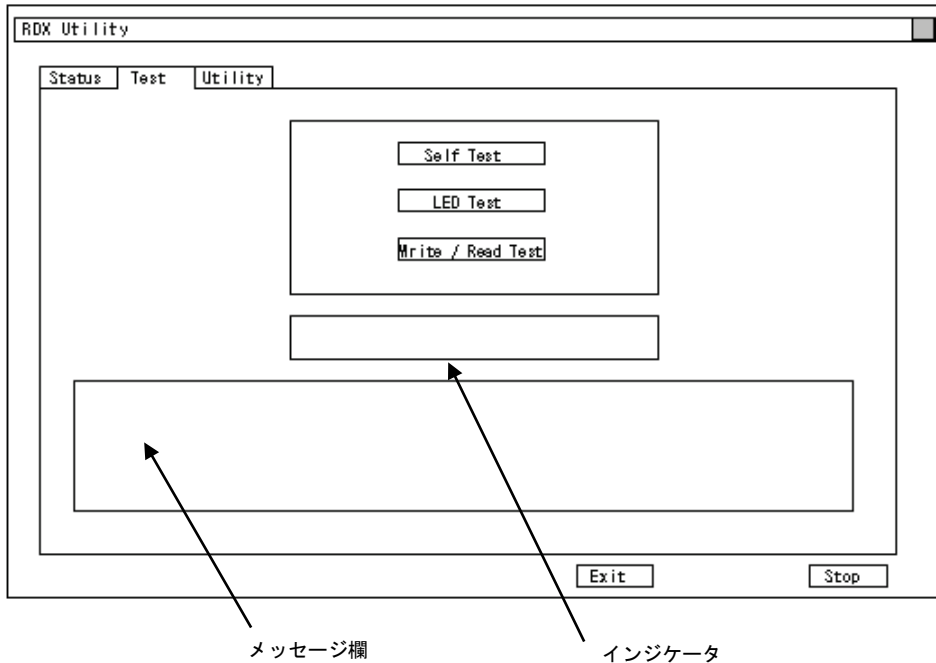 RDX Utility
Status Test Utility
Self Test
LED Test
Write / Read Test
Exit Stop
メッセージ欄 インジケータ